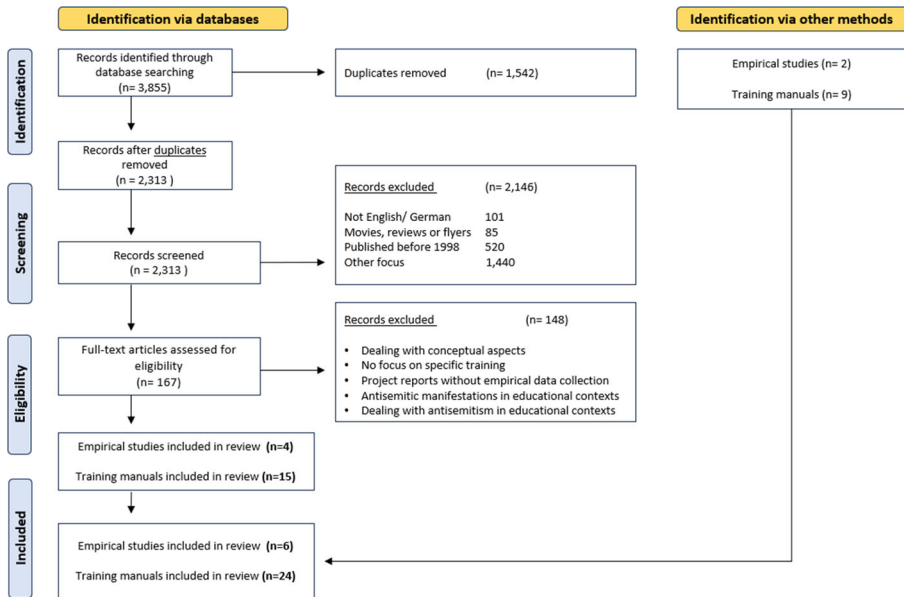 Identification via databases
Identification via other methods
Identification
Records identified through
database searching
(n= 3,855)
Duplicates removed (n= 1,542)
Empirical studies (n= 2)
Training manuals (n= 9)
Records after duplicates
removed
(n = 2,313 )
Screening
Records excluded (n= 2,146)
Not English/ German 101
Movies, reviews or flyers 85
Published before 1998 520
Other focus 1,440
Records screened
(n = 2,313 )
Eligibility
Full-text articles assessed for
eligibility
(n= 167)
Records excluded (n= 148)
• Dealing with conceptual aspects
• No focus on specific training
• Project reports without empirical data collection
• Antisemitic manifestations in educational contexts
• Dealing with antisemitism in educational contexts
Empirical studies included in review (n=4)
Training manuals included in review (n=15)
Included
Empirical studies included in review (n=6)
Training manuals included in review (n=24)